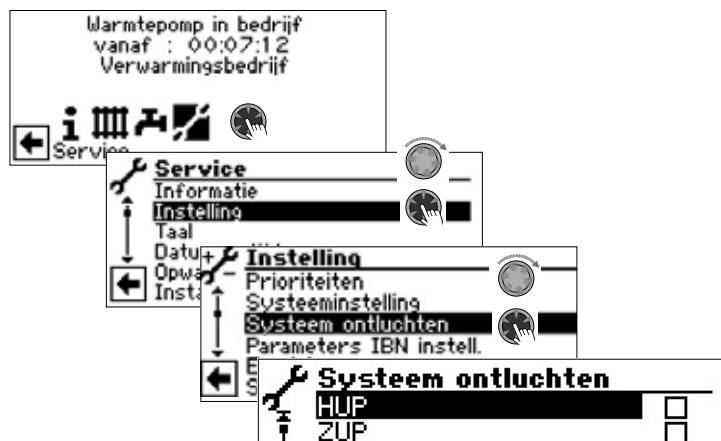 Warmtepomp in bedrijf
vanaf : 00:07:12
Verwarmingsbedrijf
Service
Service
Informatie
Instelling
Taal
Instelling
Prioriteiten
Systeeminstelling
Systeem ontluchten
Parameters IBN instell.
Systeem ontluchten
HUP
ZUP